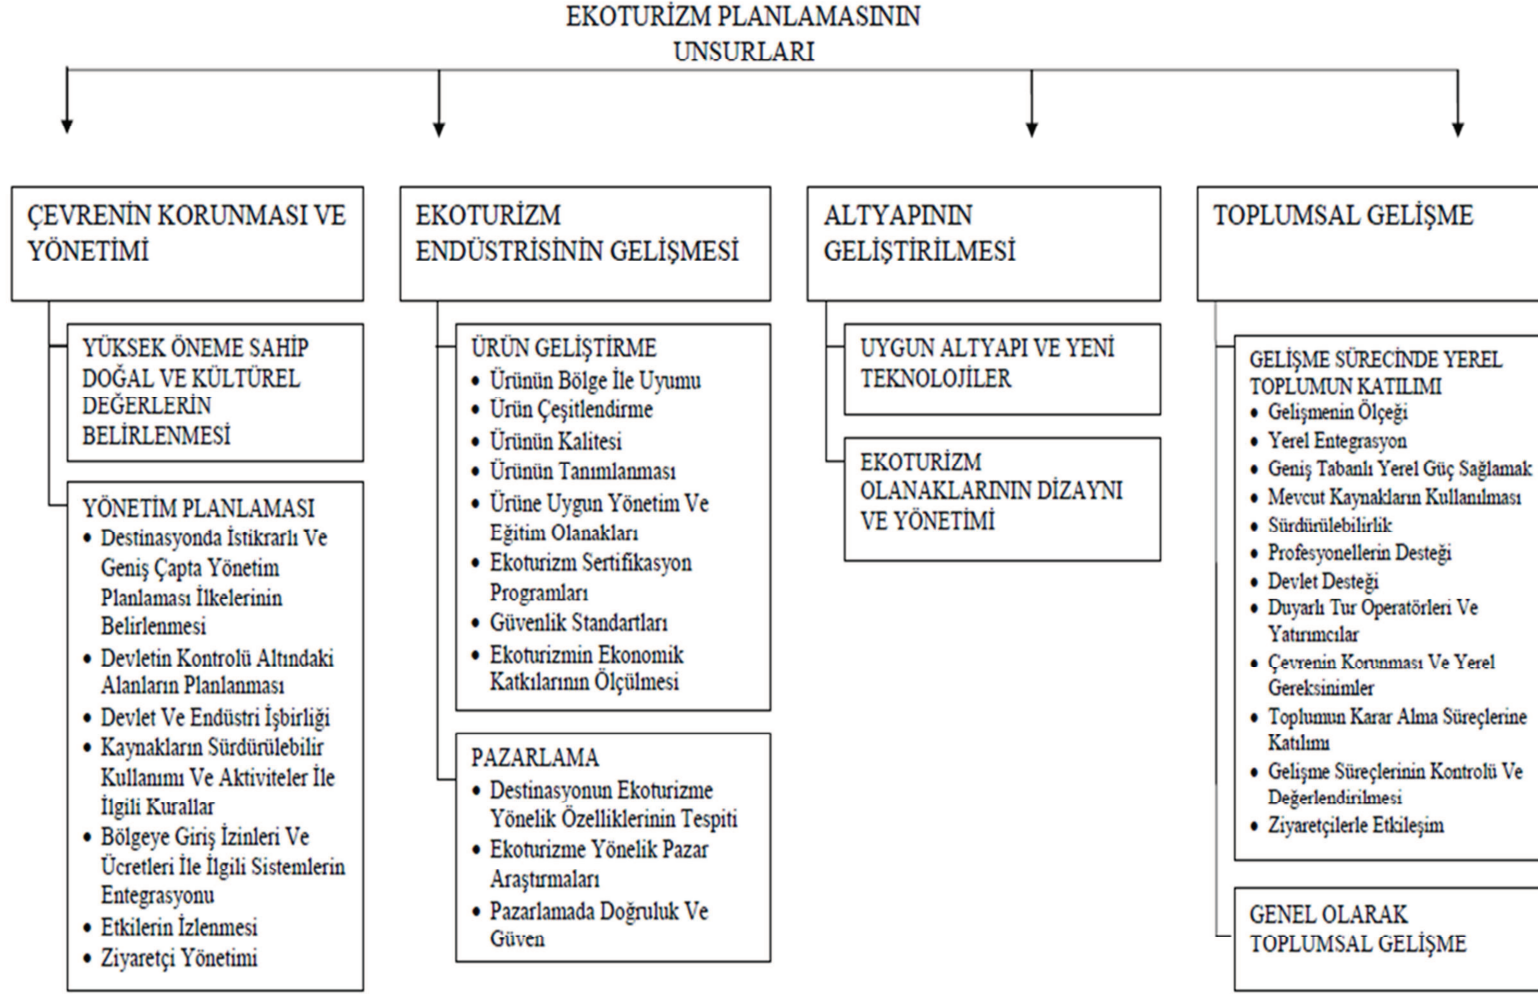 EKOTURİZM PLANLAMASININ
UNSURLARI
ÇEVRENİN KORUNMASI VE
YÖNETİMİ
YÜKSEK ÖNEME SAHİP
DOĞAL VE KÜLTÜREL
DEĞERLERİN
BELİRLENMESİ
YÖNETİM PLANLAMASI
• Destinasyonda İstikrarlı Ve
Geniş Çapta Yönetim
Planlaması İlkelerinin
Belirlenmesi
• Devletin Kontrolü Altındaki
Alanların Planlanması
• Devlet Ve Endüstri İşbirliği
• Kaynakların Sürdürülebilir
Kullanımı Ve Aktiviteler İle
İlgili Kurallar
• Bölgeye Giriş İzinleri Ve
Ücretleri İle İlgili Sistemlerin
Entegrasyonu
• Etkilerin İzlenmesi
• Ziyaretçi Yönetimi
EKOTURİZM
ENDÜSTRİSİNİN GELİŞMESİ
ÜRÜN GELİŞTİRME
• Ürünün Bölge İle Uyumu
• Ürün Çeşitlendirme
• Ürünün Kalitesi
• Ürünün Tanımlanması
• Ürüne Uygun Yönetim Ve
Eğitim Olanakları
• Ekoturizm Sertifikasyon
Programları
• Güvenlik Standartları
• Ekoturizmin Ekonomik
Katkılarının Ölçülmesi
PAZARLAMA
• Destinasyonun Ekoturizme
Yönelik Özelliklerinin Tespiti
• Ekoturizme Yönelik Pazar
Araştırmaları
• Pazarlamada Doğruluk Ve
Güven
ALTYAPININ
GELİŞTİRİLMESİ
UYGUN ALTYAPI VE YENİ
TEKNOLOJİLER
EKOTURİZM
OLANAKLARININ DİZAYNI
VE YÖNETİMİ
TOPLUMSAL GELİŞME
GELİŞME SÜRECİNDE YEREL
TOPLUMUN KATILIMI
• Gelişmenin Ölçeği
• Yerel Entegrasyon
• Geniş Tabanlı Yerel Güç Sağlamak
• Mevcut Kaynakların Kullanılması
• Sürdürülebilirlik
• Profesyonellerin Desteği
• Devlet Desteği
• Duyarlı Tur Operatörleri Ve
Yatırımcılar
• Çevrenin Korunması Ve Yerel
Gereksinimler
• Toplumun Karar Alma Süreçlerine
Katılımı
• Gelişme Süreçlerinin Kontrolü Ve
Değerlendirilmesi
• Ziyaretçilerle Etkileşim
GENEL OLARAK
TOPLUMSAL GELİŞME